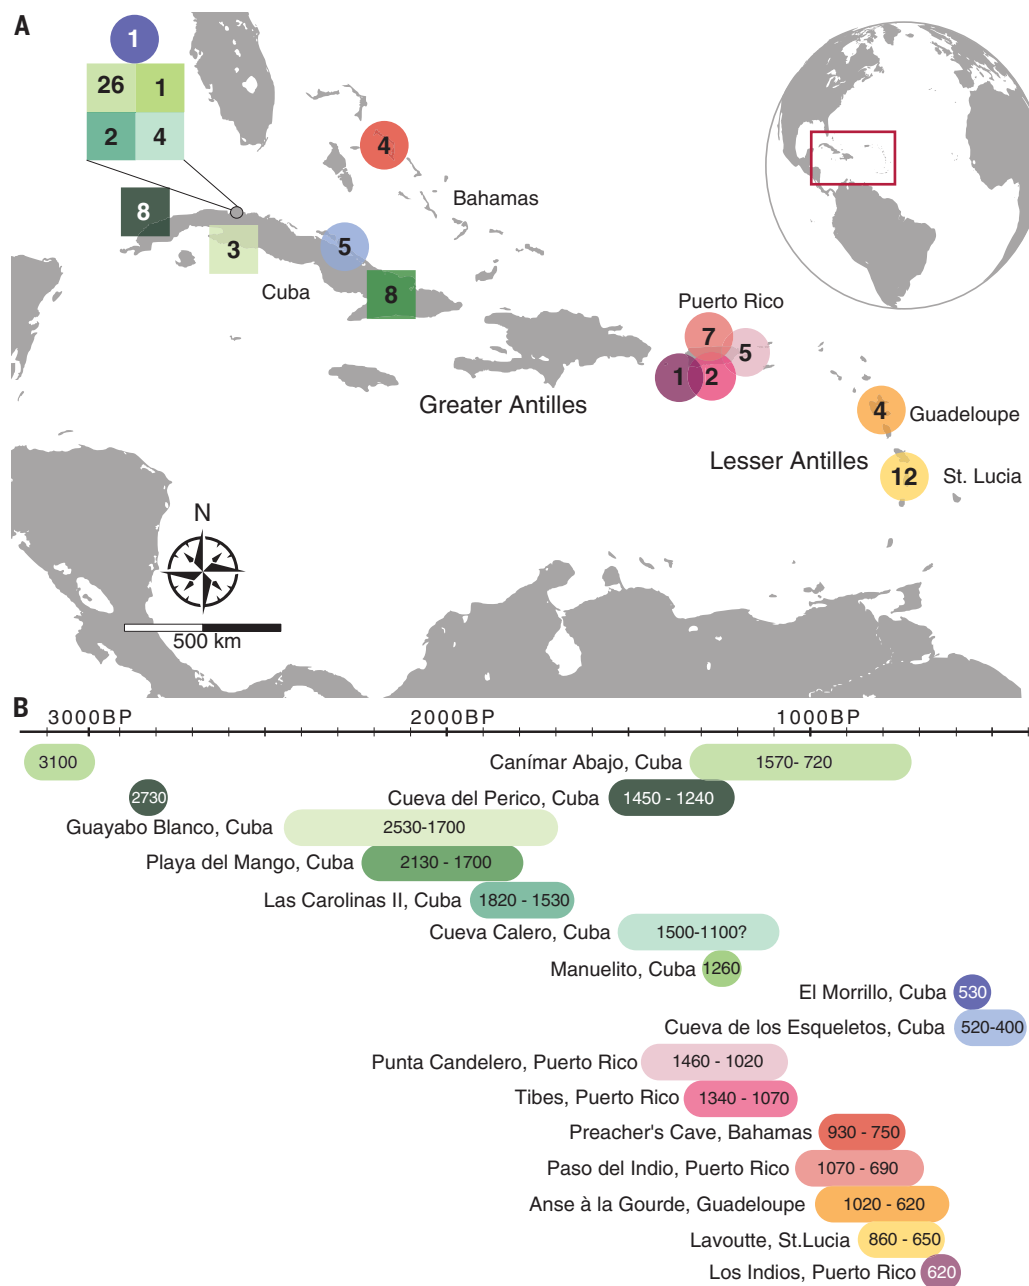 A
1
26 1
2 4
8
3
5
8
4
Bahamas
Cuba
Puerto Rico
7
5
1 2
Greater Antilles
4
Guadeloupe
Lesser Antilles
12
St. Lucia
N
500 km
B
3000BP 2000BP 1000BP
3100 Canímar Abajo, Cuba 1570- 720
2730 Cueva del Perico, Cuba 1450 - 1240
Guayabo Blanco, Cuba 2530-1700
Playa del Mango, Cuba 2130 - 1700
Las Carolinas II, Cuba 1820 - 1530
Cueva Calero, Cuba 1500-1100?
Manuelito, Cuba 1260
El Morrillo, Cuba 530
Cueva de los Esqueletos, Cuba 520-400
Punta Candelero, Puerto Rico 1460 - 1020
Tibes, Puerto Rico 1340 - 1070
Preacher's Cave, Bahamas 930 - 750
Paso del Indio, Puerto Rico 1070 - 690
Anse à la Gourde, Guadeloupe 1020 - 620
Lavoutte, St.Lucia 860 - 650
Los Indios, Puerto Rico 620